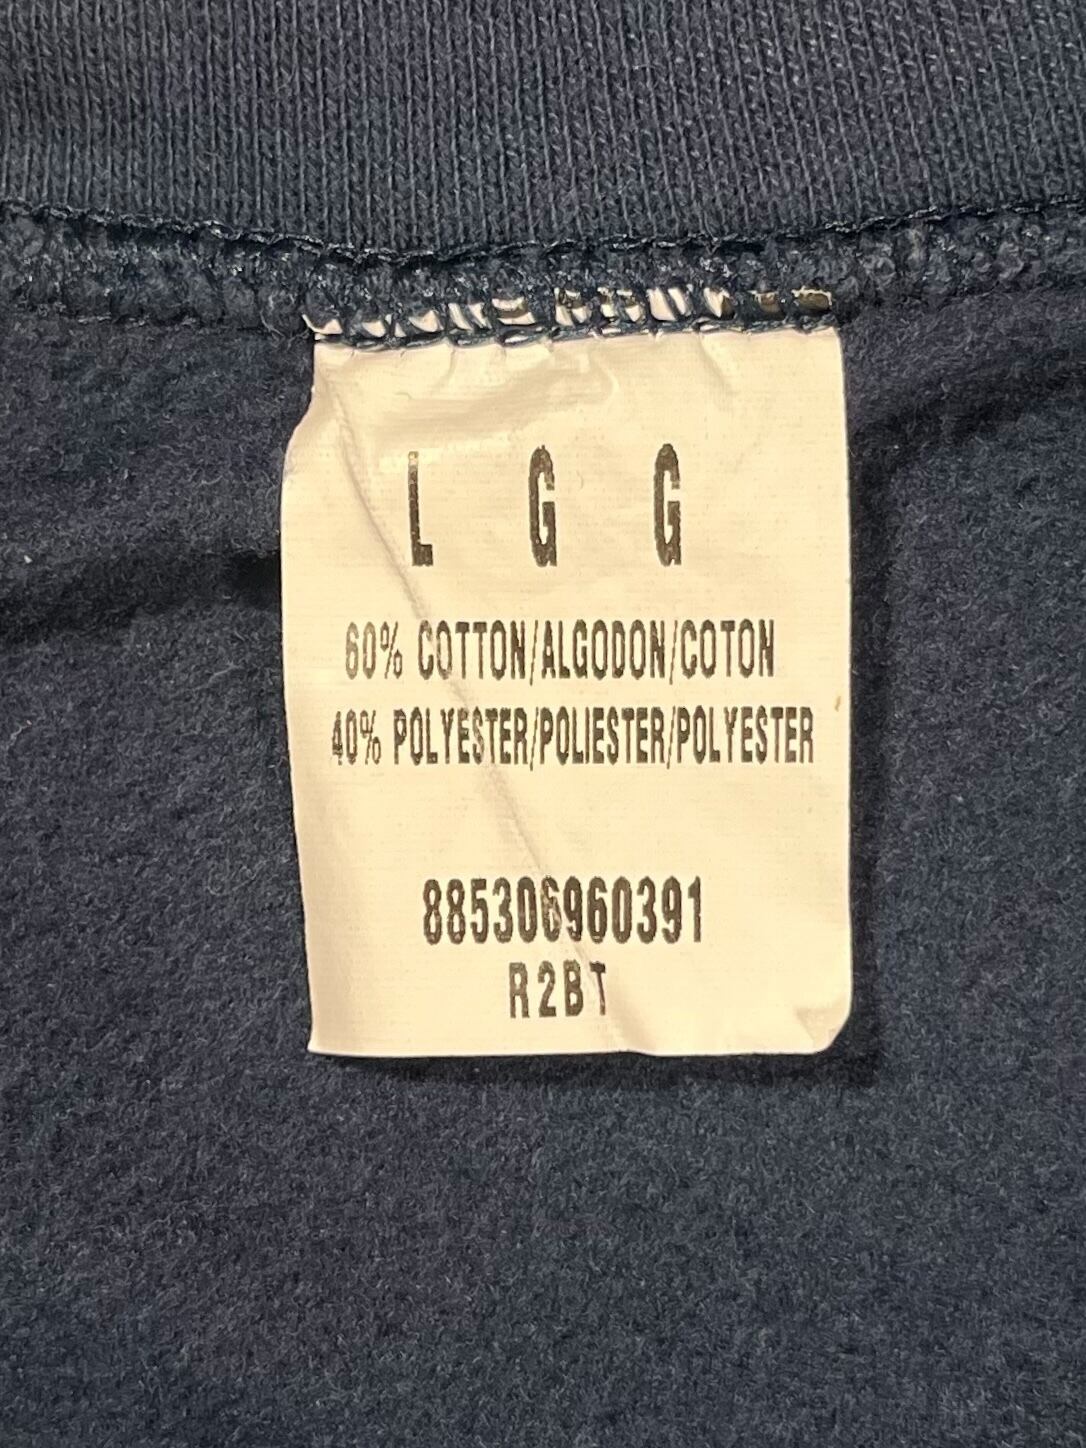 L G G
60% COTTON/ALGODON/COTON
40% POLYESTER/POLIESTER/POLYESTER
885306960391
R2BT